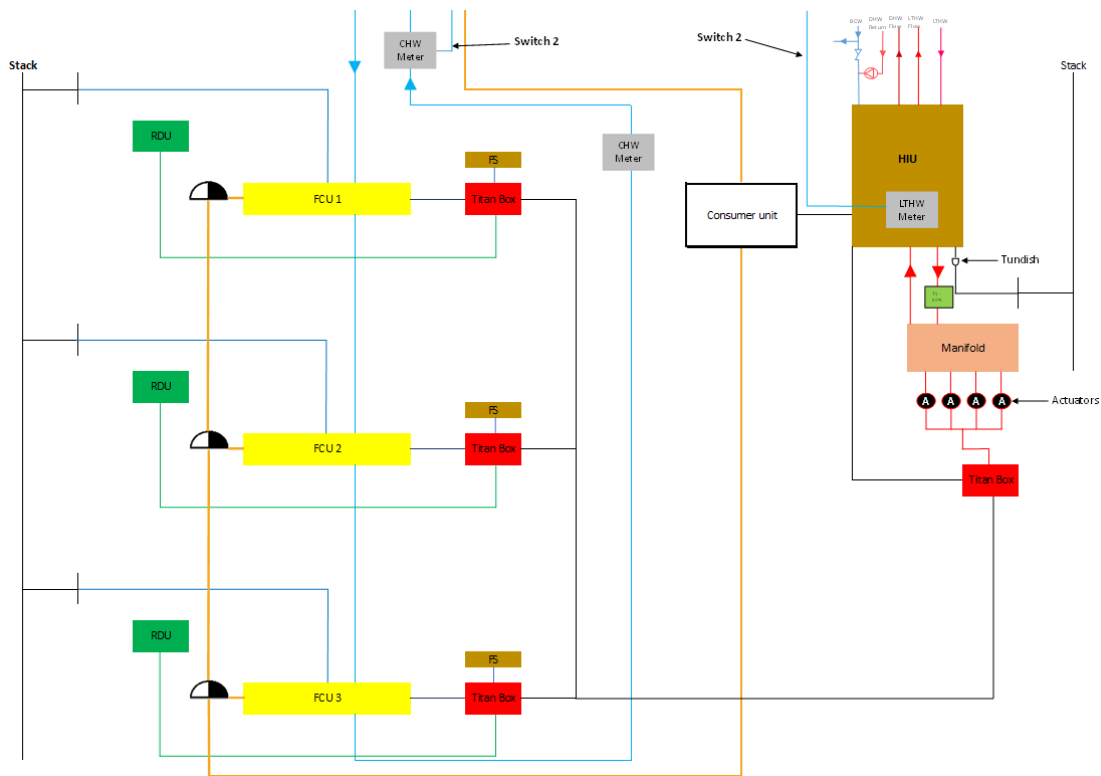 BCW
DHW
Return
DHW
Flow
LTHW
Flow
LTHW
Switch 2
CHW
Meter
Switch 2
Stack
Stack
RDU
CHW
Meter
FS
HIU
FCU 1
Titan Box
LTHW
Meter
Consumer unit
Tundish
Manifold
RDU
FS
Actuators
A
A
A
A
FCU 2
Titan Box
Titan Box
RDU
FS
FCU 3
Titan Box